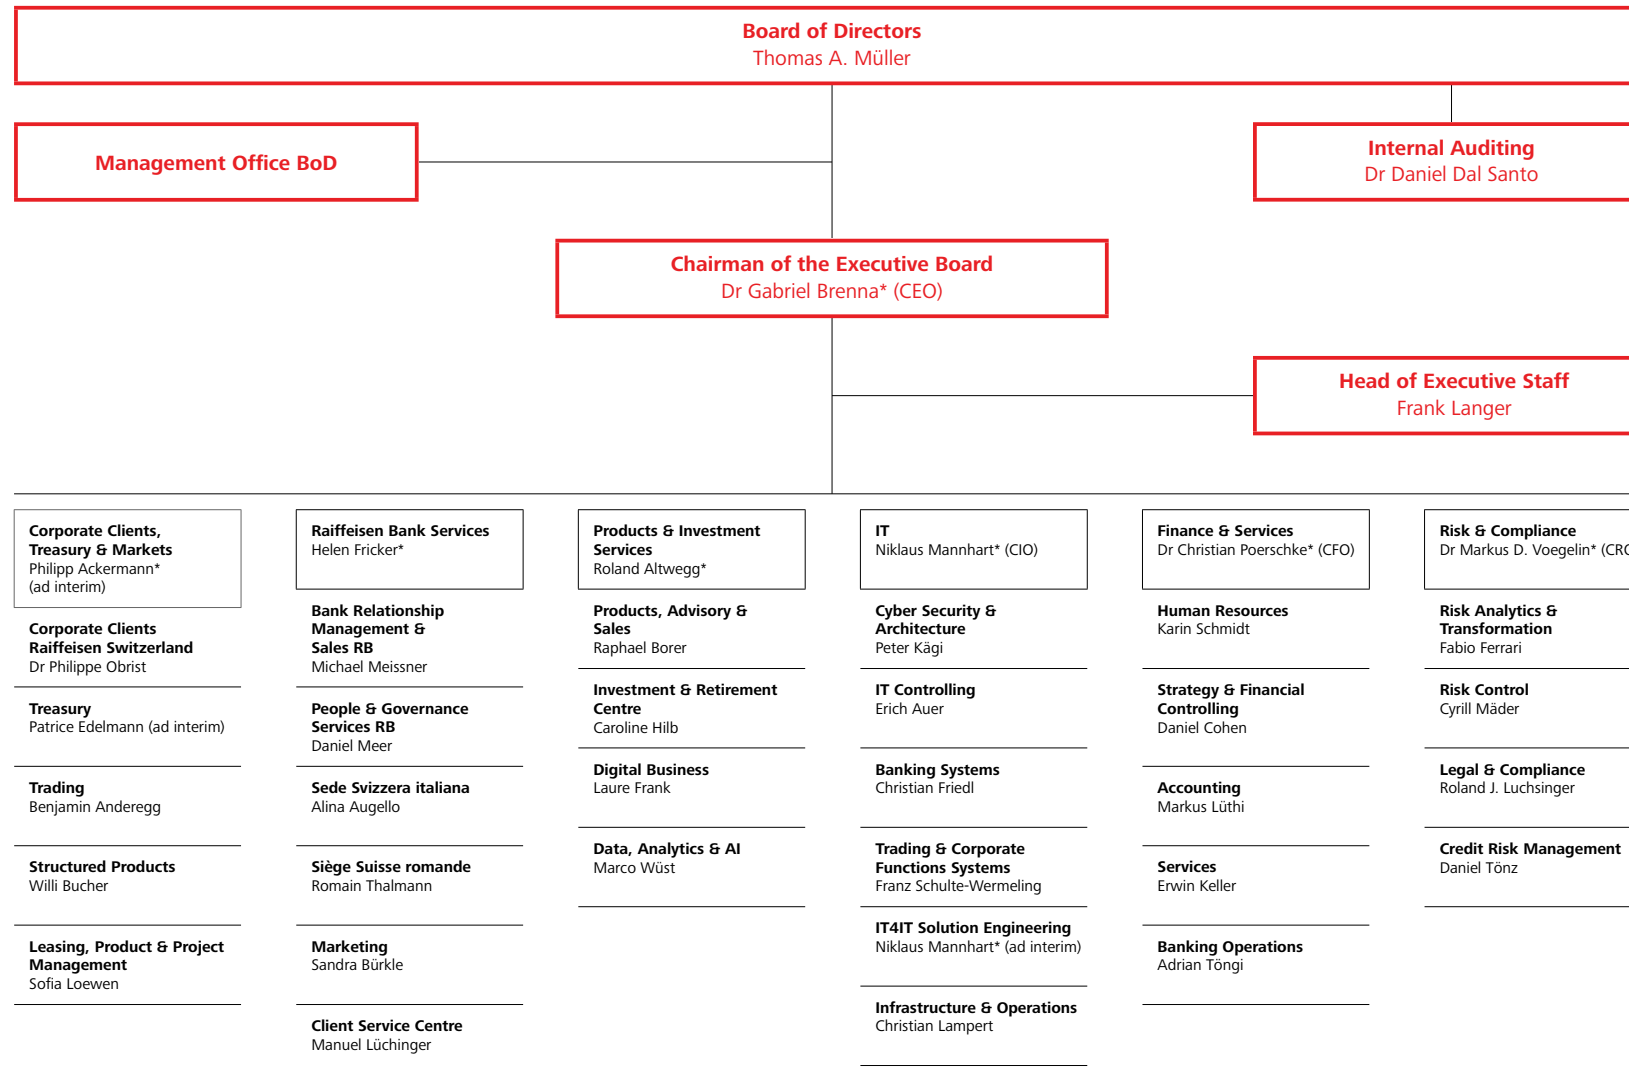 Board of Directors
Thomas A. Müller
Management Office BoD
Internal Auditing
Dr Daniel Dal Santo
Chairman of the Executive Board
Dr Gabriel Brenna* (CEO)
Head of Executive Staff
Frank Langer
Corporate Clients,
Treasury & Markets
Philipp Ackermann*
(ad interim)
Corporate Clients
Raiffeisen Switzerland
Dr Philippe Obrist
Treasury
Patrice Edelmann (ad interim)
Trading
Benjamin Anderegg
Structured Products
Willi Bucher
Leasing, Product & Project
Management
Sofia Loewen
Raiffeisen Bank Services
Helen Fricker*
Bank Relationship
Management &
Sales RB
Michael Meissner
People & Governance
Services RB
Daniel Meer
Sede Svizzera italiana
Alina Augello
Siège Suisse romande
Romain Thalmann
Marketing
Sandra Bürkle
Client Service Centre
Manuel Lüchinger
Products & Investment
Services
Roland Altwegg*
Products, Advisory &
Sales
Raphael Borer
Investment & Retirement
Centre
Caroline Hilb
Digital Business
Laure Frank
Data, Analytics & AI
Marco Wüst
IT
Niklaus Mannhart* (CIO)
Cyber Security &
Architecture
Peter Kägi
IT Controlling
Erich Auer
Banking Systems
Christian Friedl
Trading & Corporate
Functions Systems
Franz Schulte-Wermeling
IT4IT Solution Engineering
Niklaus Mannhart* (ad interim)
Infrastructure & Operations
Christian Lampert
Finance & Services
Dr Christian Poerschke* (CFO)
Human Resources
Karin Schmidt
Strategy & Financial
Controlling
Daniel Cohen
Accounting
Markus Lüthi
Services
Erwin Keller
Banking Operations
Adrian Töngi
Risk & Compliance
Dr Markus D. Voegelin*
Risk Analytics &
Transformation
Fabio Ferrari
Risk Control
Cyrill Mäder
Legal & Compliance
Roland J. Luchsinger
Credit Risk Management
Daniel Tönz